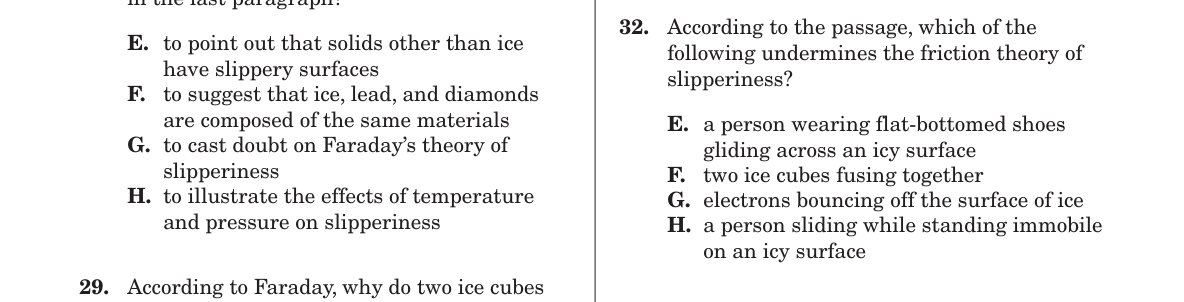 in the last paragraph?
E. to point out that solids other than ice
have slippery surfaces
F. to suggest that ice, lead, and diamonds
are composed of the same materials
G. to cast doubt on Faraday's theory of
slipperiness
H. to illustrate the effects of temperature
and pressure on slipperiness
29. According to Faraday, why do two ice cubes
32. According to the passage, which of the
following undermines the friction theory of
slipperiness?
E. a person wearing flat-bottomed shoes
gliding across an icy surface
F. two ice cubes fusing together
G. electrons bouncing off the surface of ice
H. a person sliding while standing immobile
on an icy surface